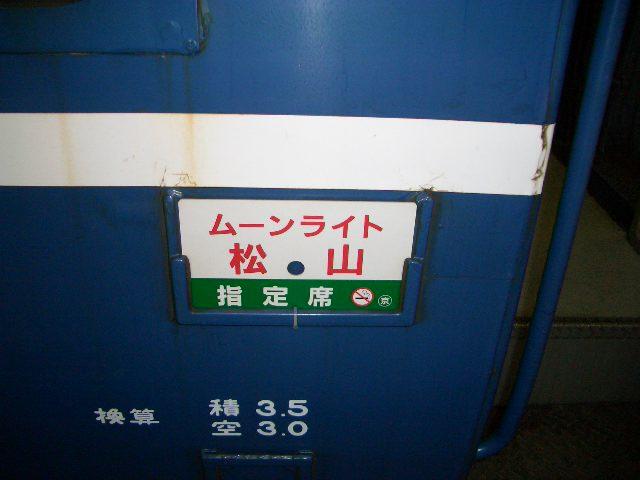 ムーンライト
松山
指定席 京
換算 積 3.5
空 3.0